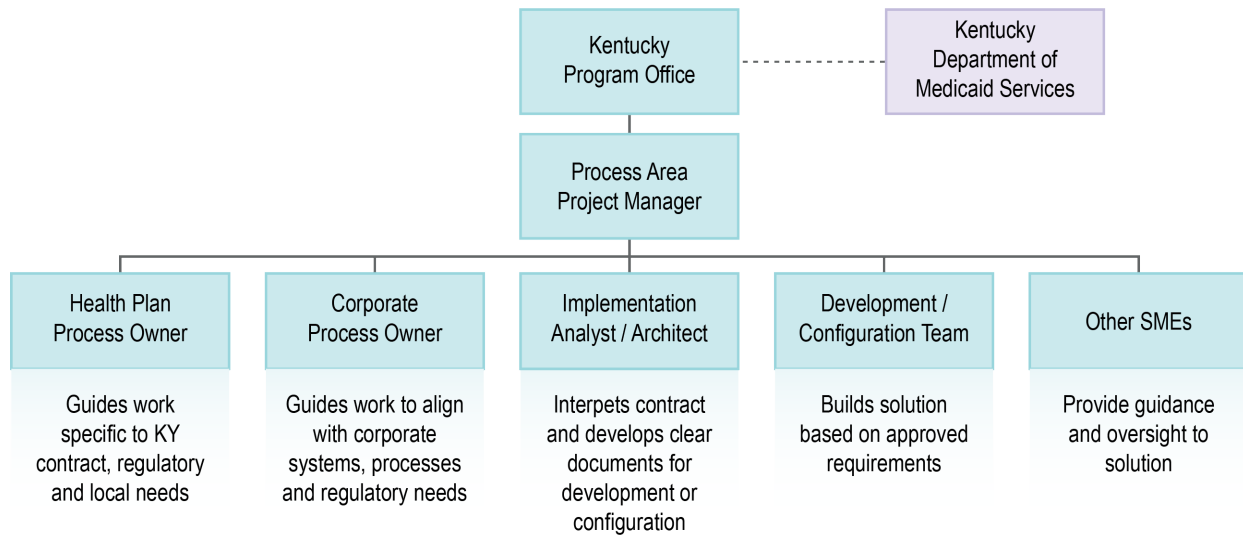 Kentucky
Program Office
Kentucky
Department of
Medicaid Services
Process Area
Project Manager
Health Plan
Process Owner
Corporate
Process Owner
Implementation
Analyst / Architect
Development /
Configuration Team
Other SMEs
Guides work
specific to KY
contract, regulatory
and local needs
Guides work to align
with corporate
systems, processes
and regulatory needs
Interpets contract
and develops clear
documents for
development or
configuration
Builds solution
based on approved
requirements
Provide guidance
and oversight to
solution